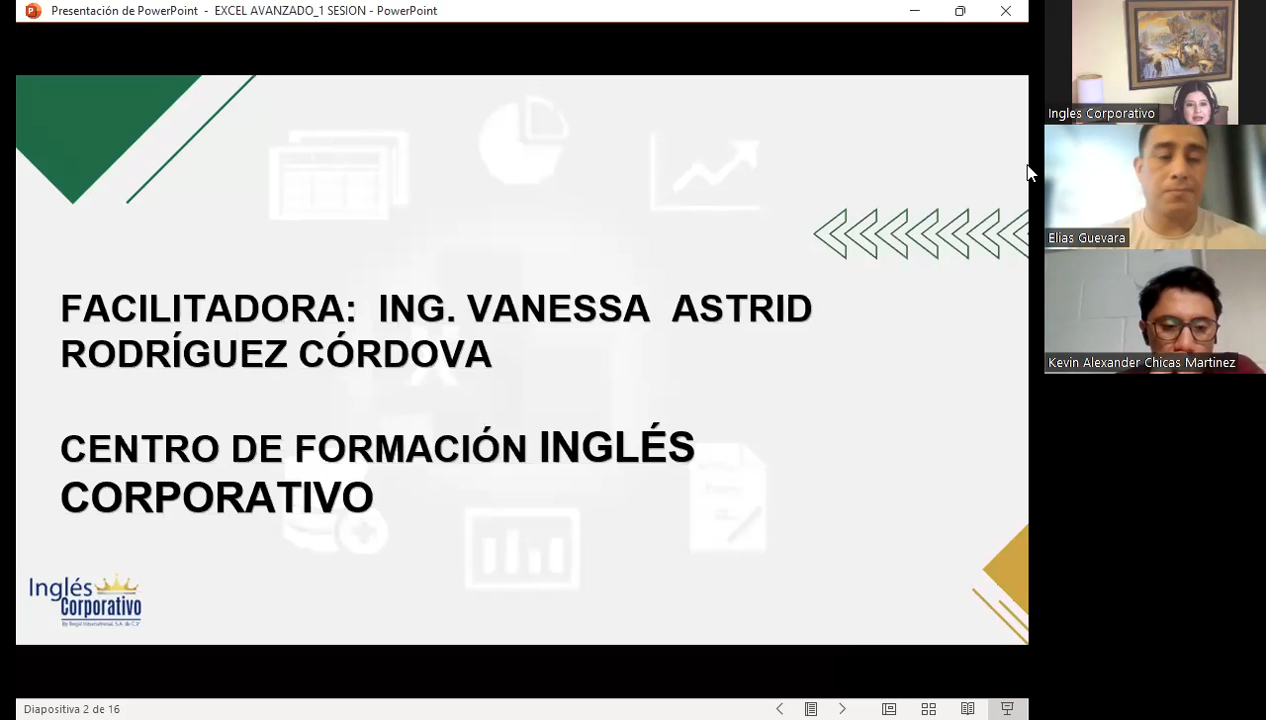 Presentación de PowerPoint - EXCEL AVANZADO_1 SESION - PowerPoint
Ingles Corporativo
Elias Guevara
Kevin Alexander Chicas Martinez
FACILITADORA: ING. VANESSA ASTRID
RODRÍGUEZ CÓRDOVA
CENTRO DE FORMACIÓN INGLÉS
CORPORATIVO
Inglés
Corporativo
Diapositiva 2 de 16